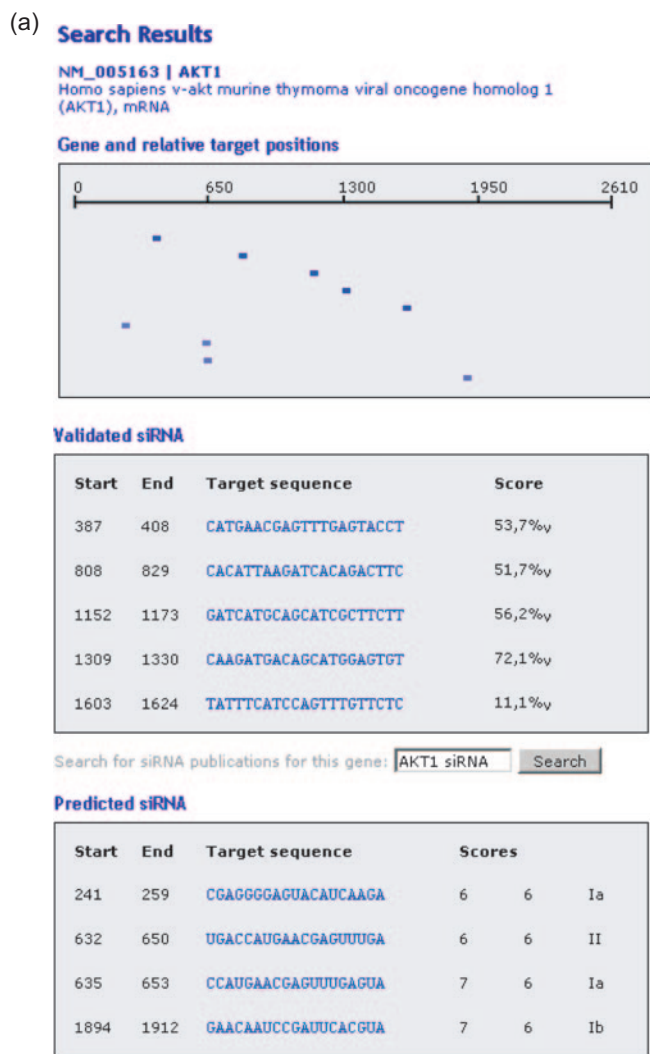 (a)
Search Results
NM_005163 | AKT1
Homo sapiens v-akt murine thymoma viral oncogene homolog 1
(AKT1), mRNA
Gene and relative target positions
0 650 1300 1950 2610
Validated siRNA
Start End Target sequence Score
387 408 CATGAACGAGTTTGAGTACCT 53,7%v
808 829 CACATTAAGATCACAGACTTC 51,7%v
1152 1173 GATCATGCAGCATCGCTTCTT 56,2%v
1309 1330 CAAGATGACAGCATGGAGTGT 72,1%v
1603 1624 TATTTCATCCAGTTTGTTCTC 11,1%v
Search for siRNA publications for this gene: AKT1 siRNA Search
Predicted siRNA
Start End Target sequence Scores
241 259 CGAGGGGAGUACAUCAAGA 6 6 Ia
632 650 UGACCAUGAACGAGUUUGA 6 6 II
635 653 CCAUGAACGAGUUUGAGUA 7 6 Ia
1894 1912 GAACAAUCCGAUUCACGUA 7 6 Ib